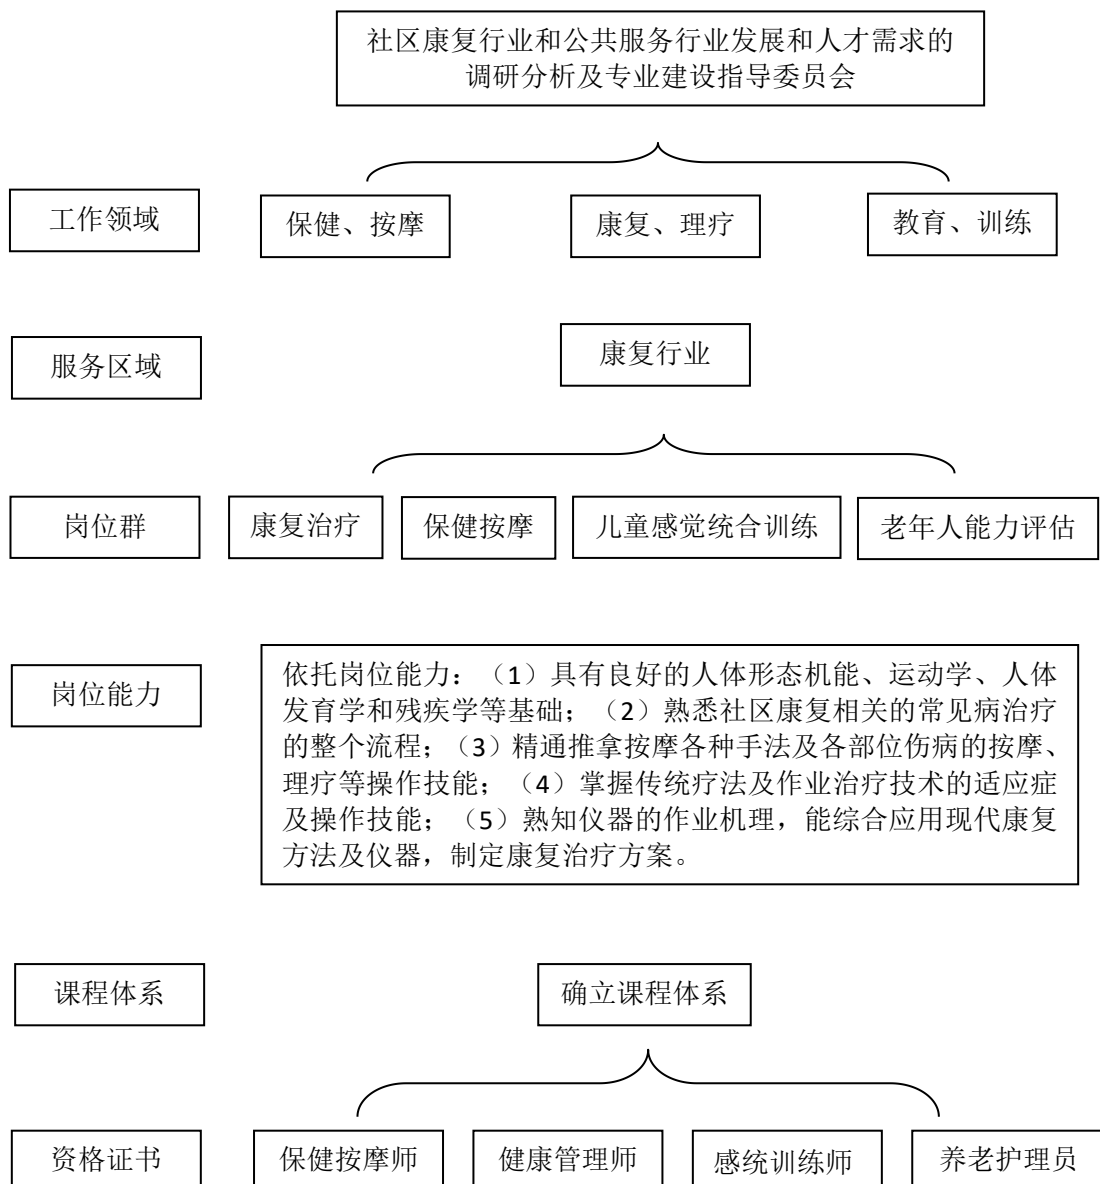 社区康复行业和公共服务行业发展和人才需求的
调研分析及专业建设指导委员会
工作领域
保健、按摩
康复、理疗
教育、训练
服务区域
康复行业
岗位群
康复治疗
保健按摩
儿童感觉统合训练
老年人能力评估
岗位能力
依托岗位能力：（1）具有良好的人体形态机能、运动学、人体
发育学和残疾学等基础；（2）熟悉社区康复相关的常见病治疗
的整个流程；（3）精通推拿按摩各种手法及各部位伤病的按摩、
理疗等操作技能；（4）掌握传统疗法及作业治疗技术的适应症
及操作技能；（5）熟知仪器的作业机理，能综合应用现代康复
方法及仪器，制定康复治疗方案。
课程体系
确立课程体系
资格证书
保健按摩师
健康管理师
感统训练师
养老护理员